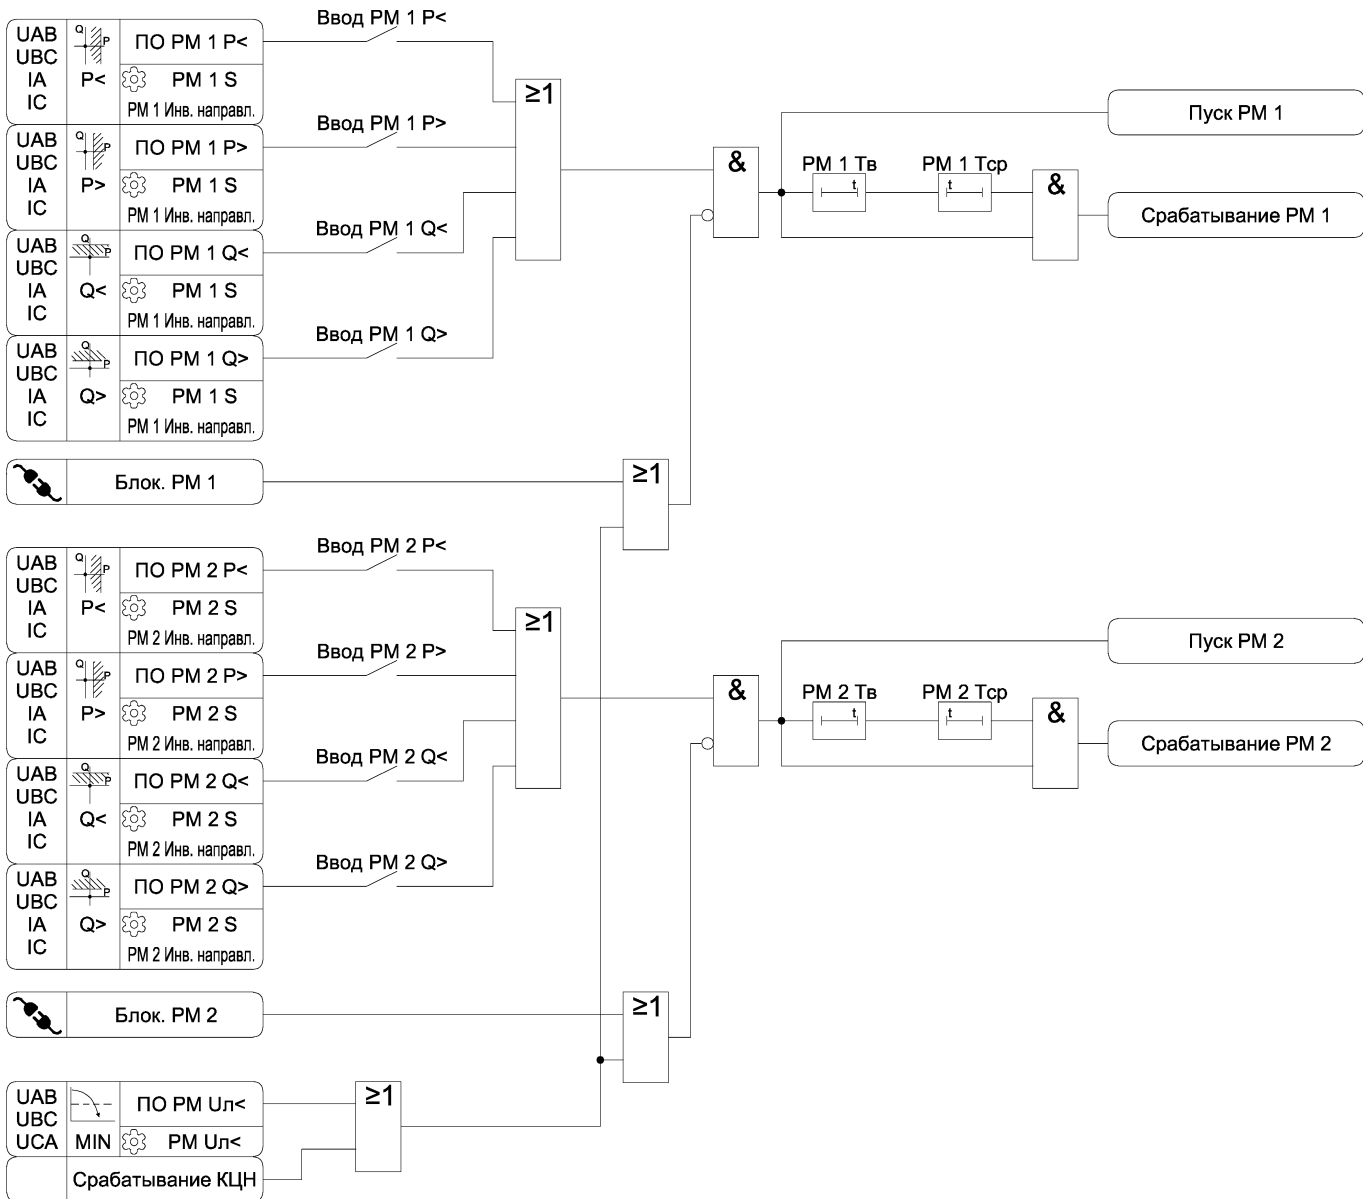 Ввод РМ 1 P<
UAB
UBC
IA
IC
Q
P
P<
ПО РМ 1 P<
РМ 1 S
РМ 1 Инв. направл.
≥1
Пуск РМ 1
Ввод РМ 1 P>
UAB
UBC
IA
IC
Q
P
P>
ПО РМ 1 P>
РМ 1 S
РМ 1 Инв. направл.
&
РМ 1 Тв
t
РМ 1 Тср
t
&
Срабатывание РМ 1
Ввод РМ 1 Q<
UAB
UBC
IA
IC
Q
P
Q<
ПО РМ 1 Q<
РМ 1 S
РМ 1 Инв. направл.
Ввод РМ 1 Q>
UAB
UBC
IA
IC
Q
P
Q>
ПО РМ 1 Q>
РМ 1 S
РМ 1 Инв. направл.
Блок. РМ 1
≥1
Ввод РМ 2 P<
UAB
UBC
IA
IC
Q
P
P<
ПО РМ 2 P<
РМ 2 S
РМ 2 Инв. направл.
≥1
Пуск РМ 2
Ввод РМ 2 P>
UAB
UBC
IA
IC
Q
P
P>
ПО РМ 2 P>
РМ 2 S
РМ 2 Инв. направл.
&
РМ 2 Тв
t
РМ 2 Тср
t
&
Срабатывание РМ 2
Ввод РМ 2 Q<
UAB
UBC
IA
IC
Q
P
Q<
ПО РМ 2 Q<
РМ 2 S
РМ 2 Инв. направл.
Ввод РМ 2 Q>
UAB
UBC
IA
IC
Q
P
Q>
ПО РМ 2 Q>
РМ 2 S
РМ 2 Инв. направл.
Блок. РМ 2
≥1
UAB
UBC
UCA
MIN
ПО РМ Uл<
РМ Uл<
≥1
Срабатывание КЦН